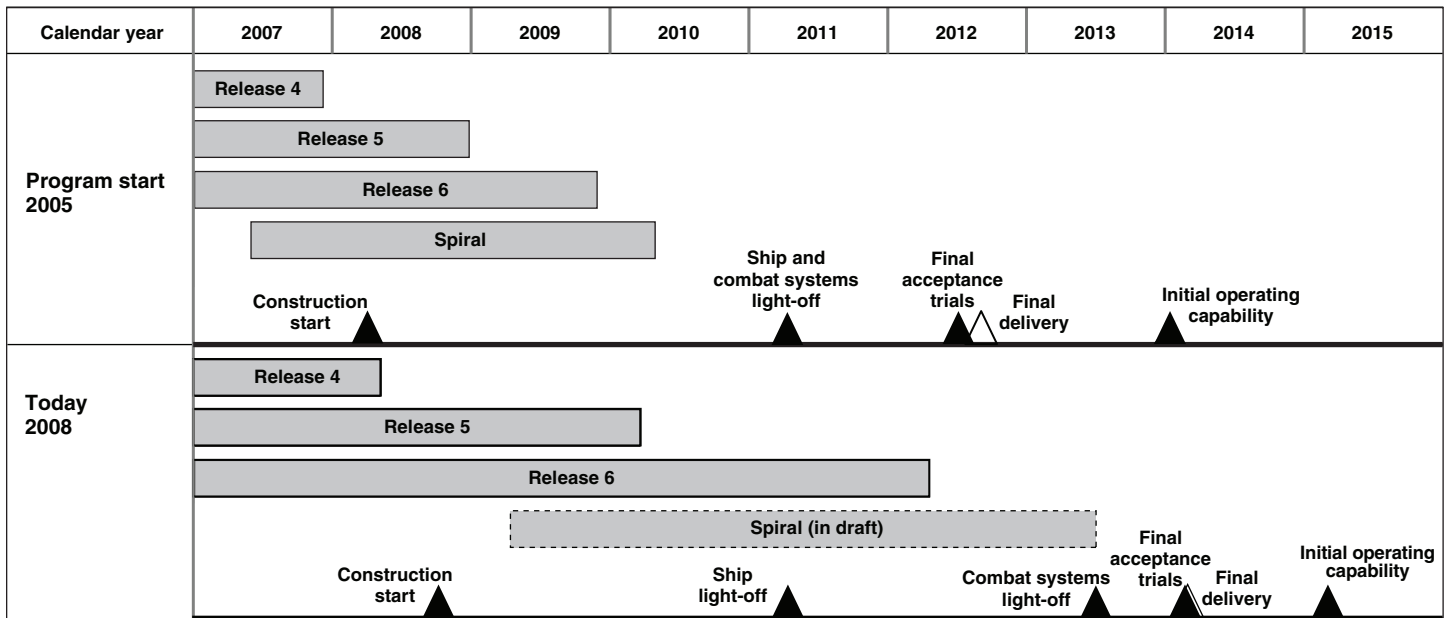 Calendar year 2007 2008 2009 2010 2011 2012 2013 2014 2015
Program start
2005
Release 4
Release 5
Release 6
Spiral
Construction
start
Ship and
combat systems
light-off
Final
acceptance
trials
Final
delivery
Initial operating
capability
Today
2008
Release 4
Release 5
Release 6
Spiral (in draft)
Construction
start
Ship
light-off
Combat systems
light-off
Final
acceptance
trials
Final
delivery
Initial operating
capability